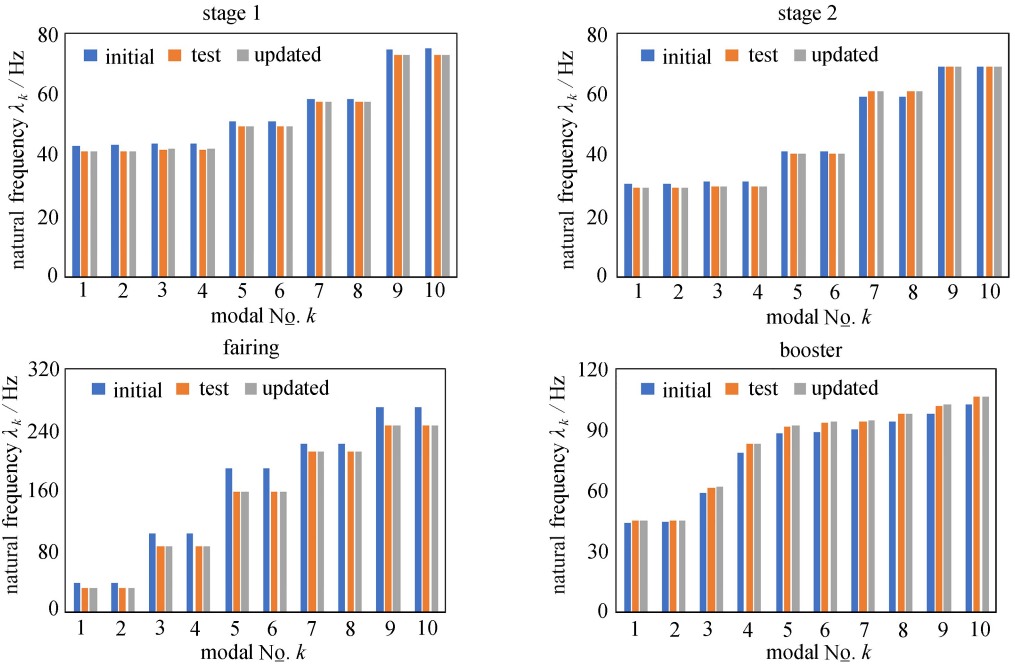 stage 1
natural frequency λk / Hz
80
60
40
20
0
initial test updated
1 2 3 4 5 6 7 8 9 10
modal No. k
stage 2
natural frequency λk / Hz
80
60
40
20
0
initial test updated
1 2 3 4 5 6 7 8 9 10
modal No. k
fairing
natural frequency λk / Hz
320
240
160
80
0
initial test updated
1 2 3 4 5 6 7 8 9 10
modal No. k
booster
natural frequency λk / Hz
120
90
60
30
0
initial test updated
1 2 3 4 5 6 7 8 9 10
modal No. k